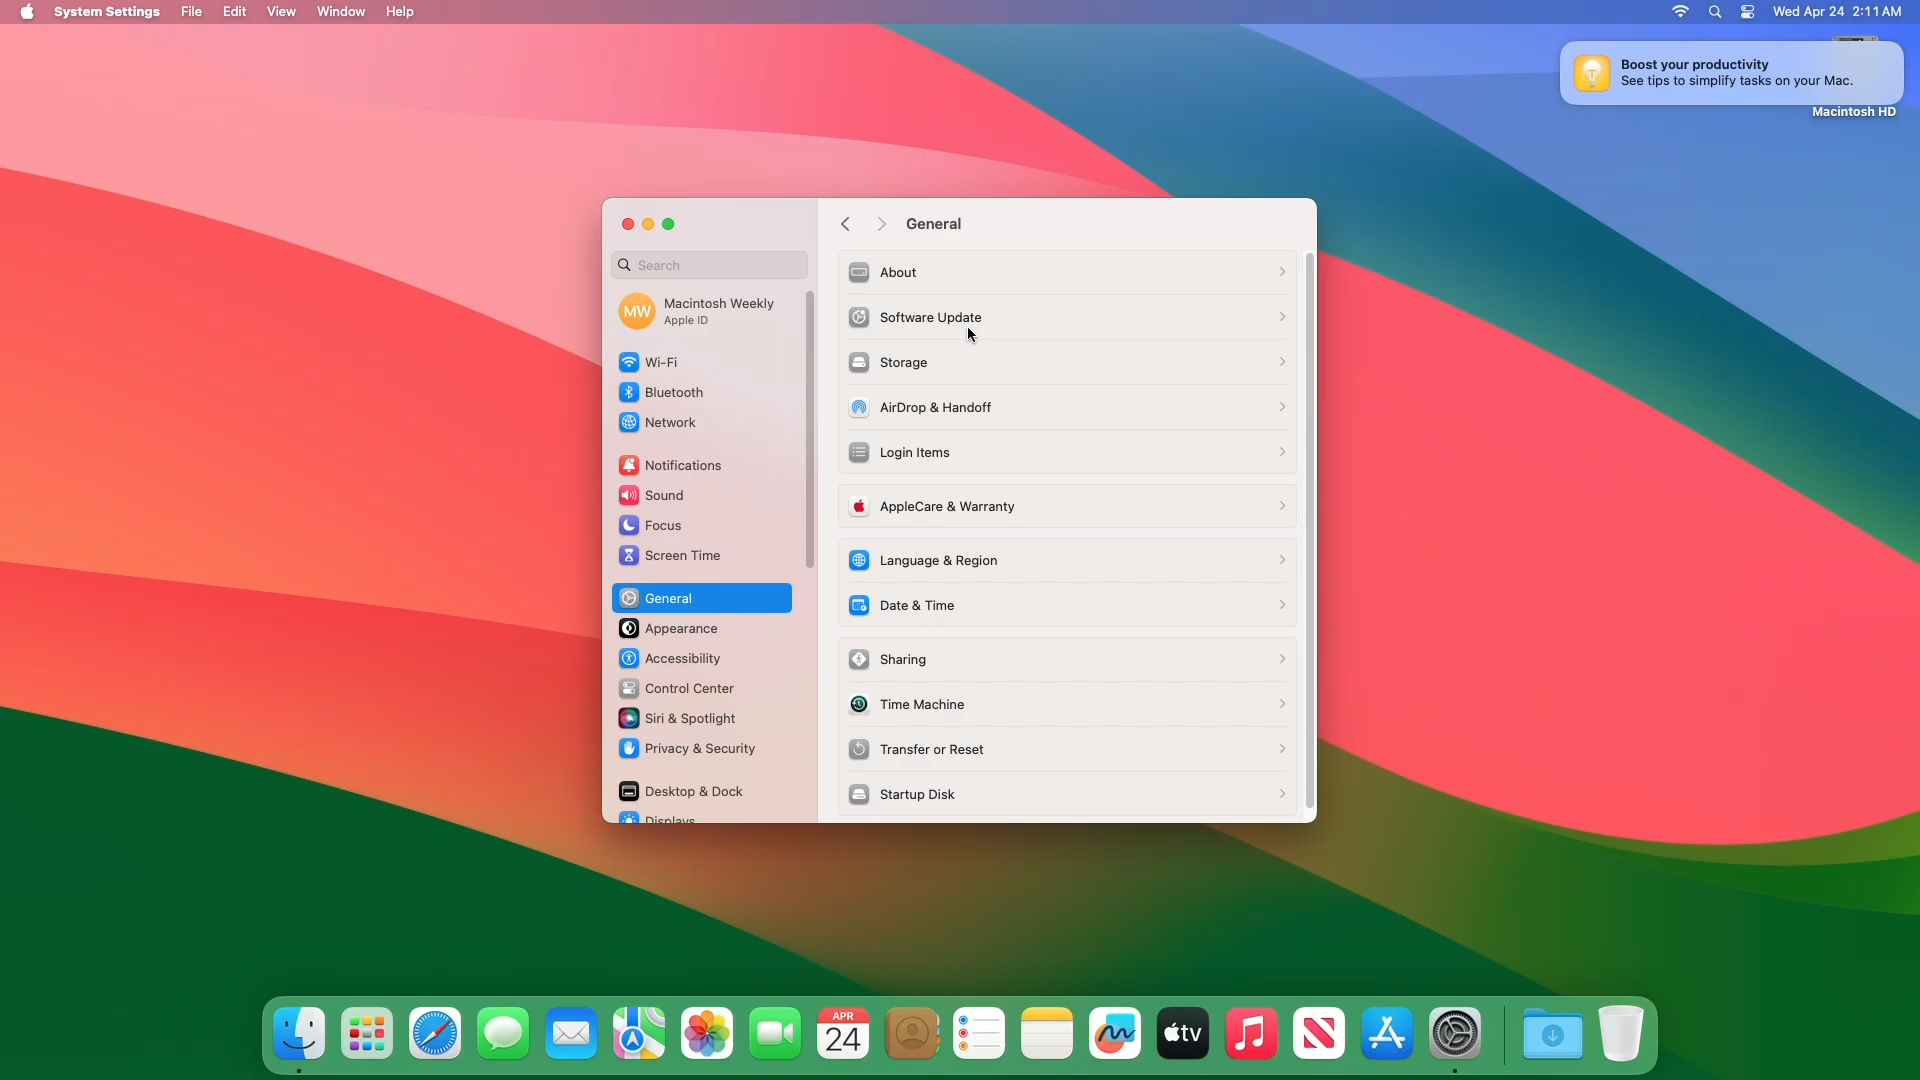 System Settings File Edit View Window Help
Wed Apr 24 2:11 AM
Boost your productivity
See tips to simplify tasks on your Mac.
Macintosh HD
General
Search
MW
Macintosh Weekly
Apple ID
Wi-Fi
Bluetooth
Network
Notifications
Sound
Focus
Screen Time
General
Appearance
Accessibility
Control Center
Siri & Spotlight
Privacy & Security
Desktop & Dock
Displays
About
Software Update
Storage
AirDrop & Handoff
Login Items
AppleCare & Warranty
Language & Region
Date & Time
Sharing
Time Machine
Transfer or Reset
Startup Disk
APR
24
tv